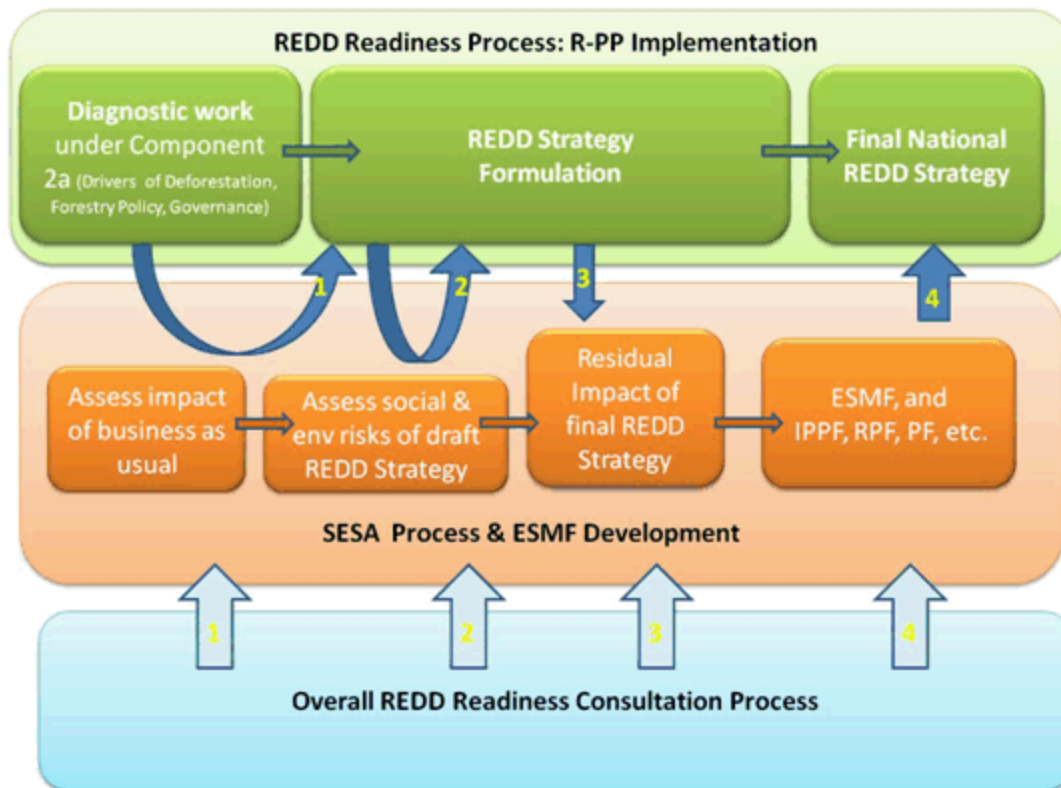 REDD Readiness Process: R-PP Implementation
Diagnostic work
under Component
2a (Drivers of Deforestation,
Forestry Policy, Governance)
REDD Strategy
Formulation
Final National
REDD Strategy
1
2
3
4
Assess impact
of business as
usual
Assess social &
env risks of draft
REDD Strategy
Residual
Impact of
final REDD
Strategy
ESMF, and
IPPF, RPF, PF, etc.
SESA Process & ESMF Development
1
2
3
4
Overall REDD Readiness Consultation Process